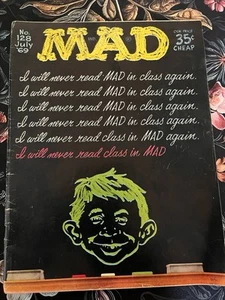 No. 128 July '69
MAD
OUR PRICE 35¢ CHEAP
I will never read MAD in class again.
I will never read MAD in class again.
I will never read MAD in class again.
I will never read MAD in class again.
I will never read class in MAD again.
I will never read class in MAD